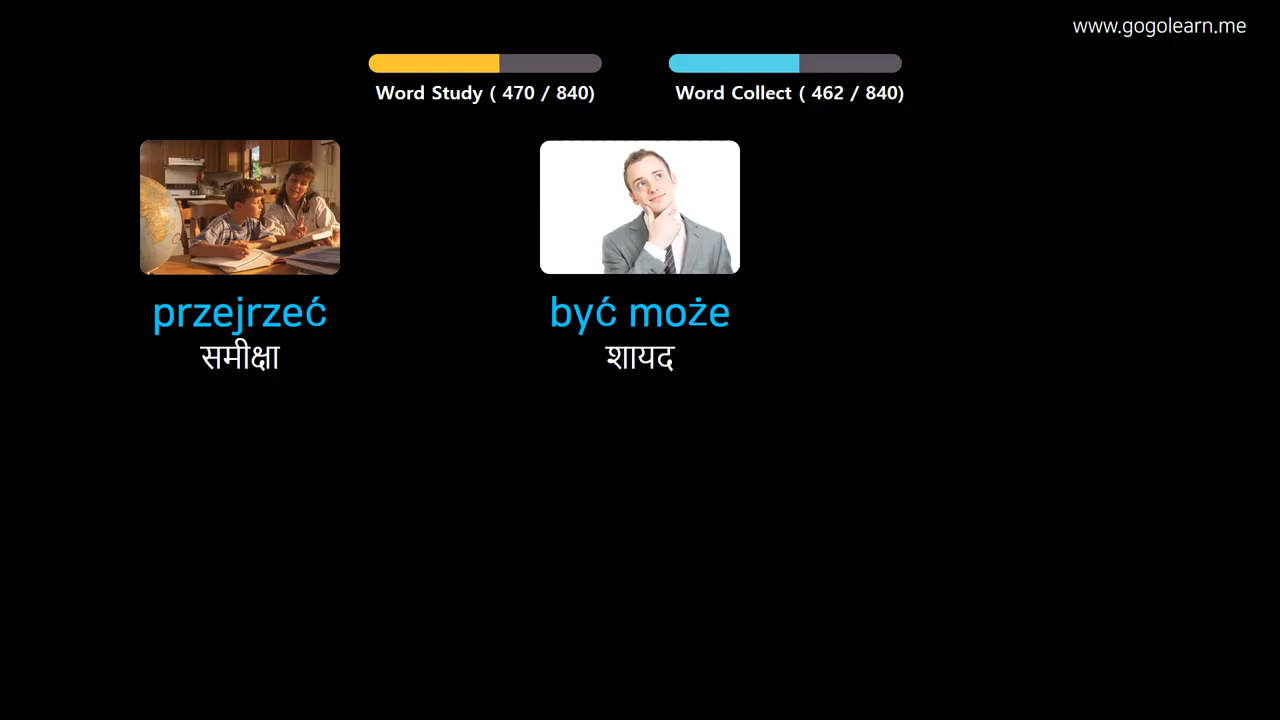 www.gogolearn.me
Word Study ( 470 / 840)
Word Collect ( 462 / 840)
przejrzeć
समीक्षा
być może
शायद